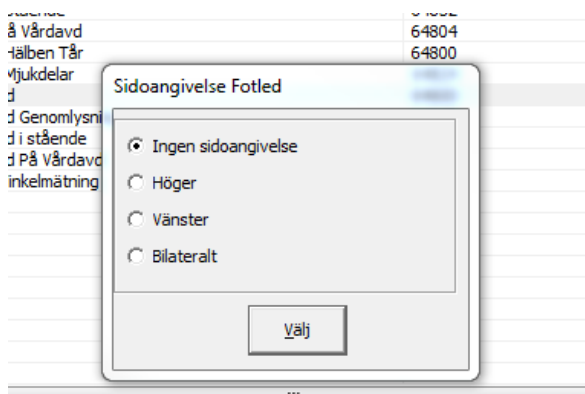 å Vårdavd 64804
Hälben Tår 64800
Mjukdelar
Sidoangivelse Fotled
d
d Genomlysni
d i stående
d På Vårdavd
inkelmätning
Ingen sidoangivelse
Höger
Vänster
Bilateralt
Välj